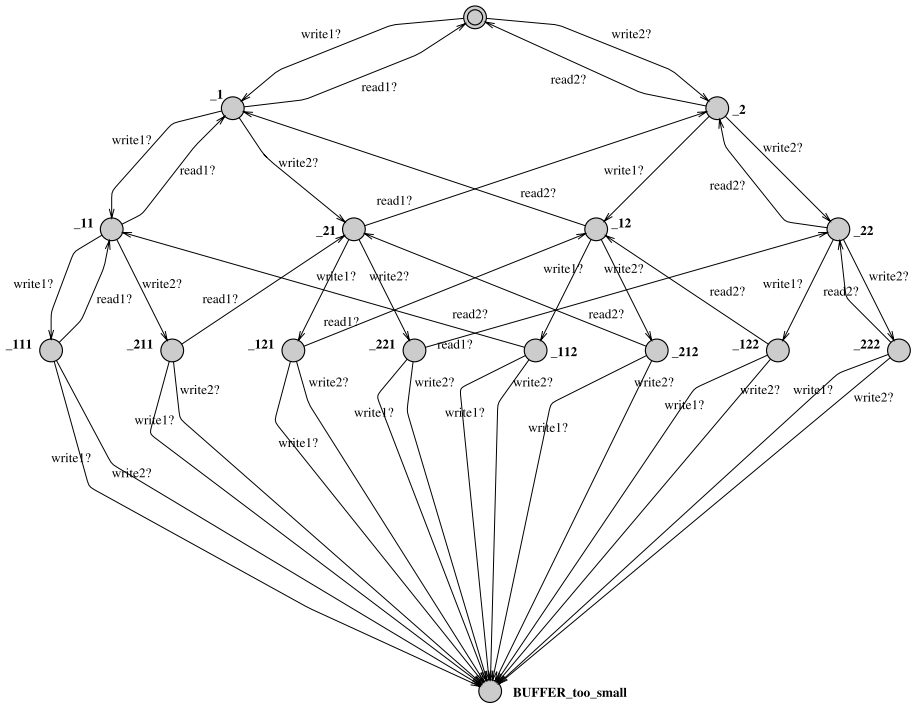 write1?
write2?
read1?
read2?
_1
_2
write1?
read1?
write2?
write1?
write2?
read2?
read1?
read2?
_11
_21
_12
_22
write1?
read1?
write2?
read1?
write1?
write2?
read1?
read2?
read1?
write1?
write2?
read2?
read2?
write1?
read2?
write2?
_111
_211
_121
_221
_112
_212
_122
_222
write1?
write2?
write1?
write2?
write1?
write2?
write1?
write2?
write1?
write2?
write1?
write2?
write1?
write2?
write1?
write2?
BUFFER_too_small